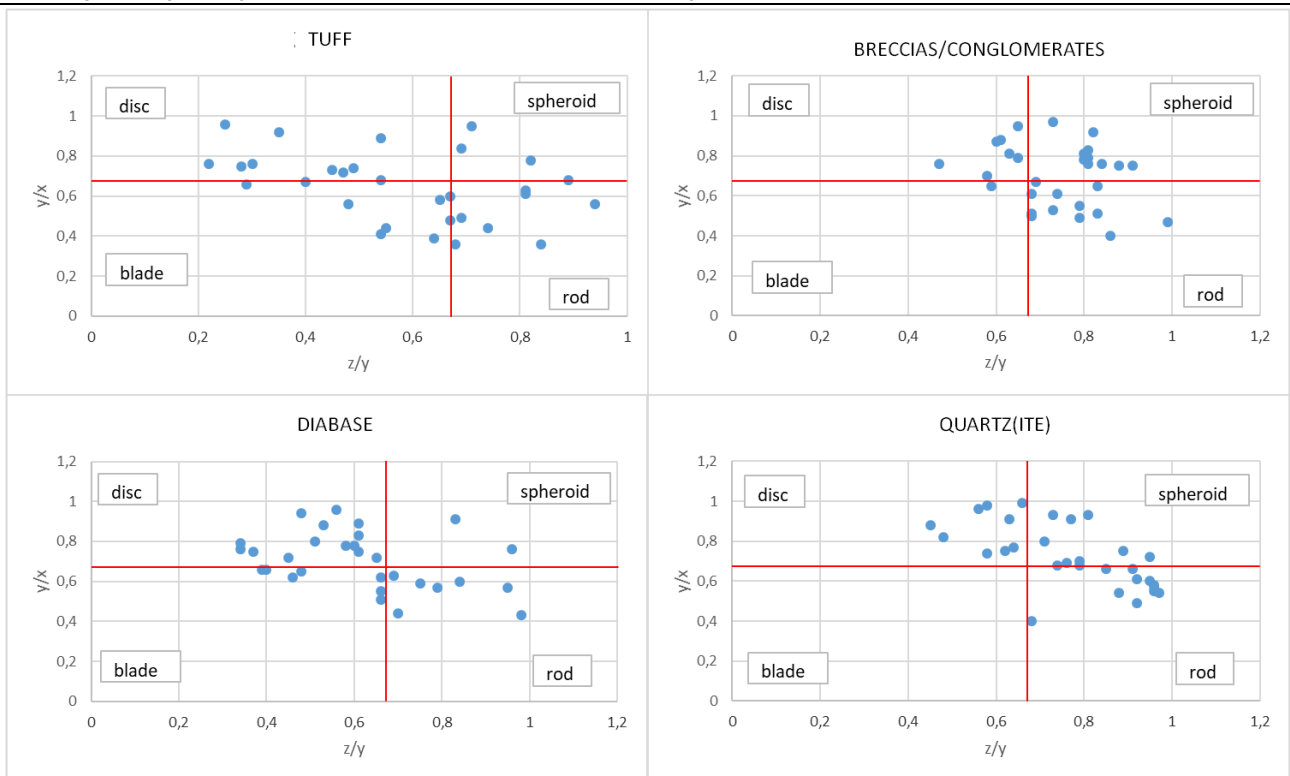 TUFF
1,2
disc
spheroid
1
0,8
0,6
0,4
0,2
0
y/x
blade
rod
0
0,2
0,4
0,6
0,8
1
z/y
BRECCIAS/CONGLOMERATES
1,2
disc
spheroid
1
0,8
0,6
0,4
0,2
0
y/x
blade
rod
0
0,2
0,4
0,6
0,8
1
1,2
z/y
DIABASE
1,2
disc
spheroid
1
0,8
0,6
0,4
0,2
0
y/x
blade
rod
0
0,2
0,4
0,6
0,8
1
1,2
z/y
QUARTZ(ITE)
1,2
disc
spheroid
1
0,8
0,6
0,4
0,2
0
y/x
blade
rod
0
0,2
0,4
0,6
0,8
1
1,2
z/y